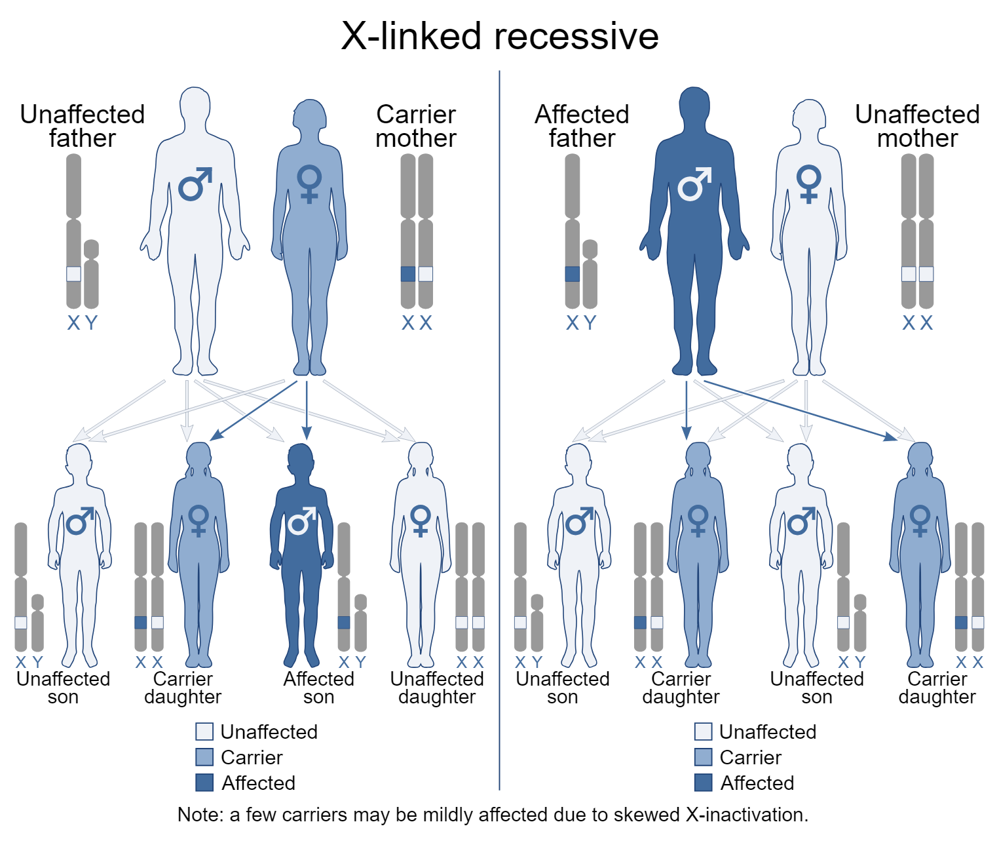 X-linked recessive
Unaffected
father
Carrier
mother
X Y
X X
Affected
father
Unaffected
mother
X Y
X X
X Y
Unaffected
son
X X
Carrier
daughter
X Y
Affected
son
X X
Unaffected
daughter
X Y
Unaffected
son
X X
Carrier
daughter
X Y
Unaffected
son
X X
Carrier
daughter
Unaffected
Carrier
Affected
Unaffected
Carrier
Affected
Note: a few carriers may be mildly affected due to skewed X-inactivation.